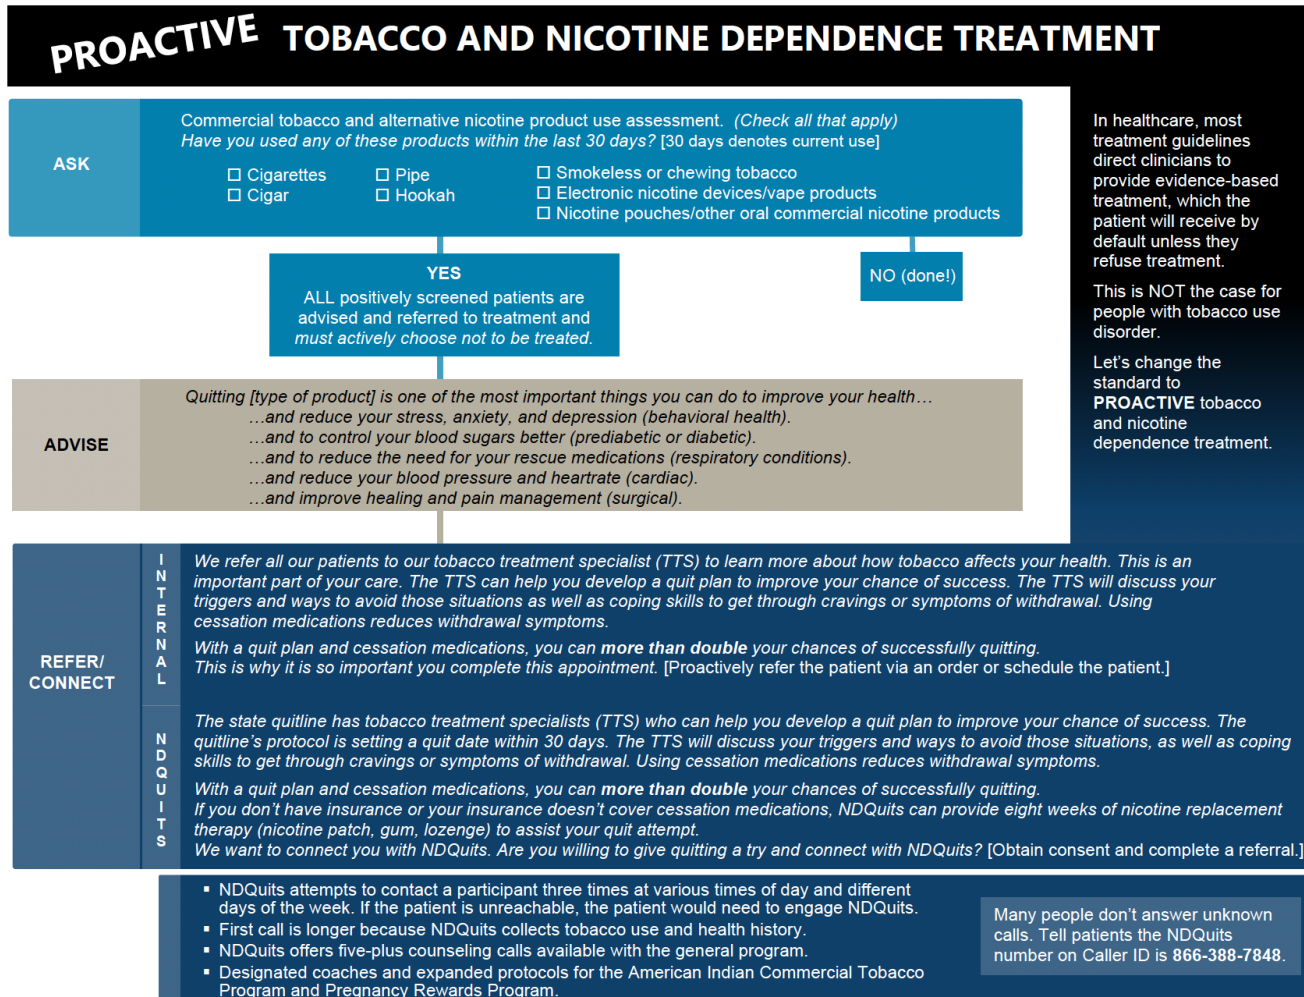 PROACTIVE TOBACCO AND NICOTINE DEPENDENCE TREATMENT
ASK
Commercial tobacco and alternative nicotine product use assessment. (Check all that apply)
Have you used any of these products within the last 30 days? [30 days denotes current use]
☐ Cigarettes
☐ Cigar
☐ Pipe
☐ Hookah
☐ Smokeless or chewing tobacco
☐ Electronic nicotine devices/vape products
☐ Nicotine pouches/other oral commercial nicotine products
YES
ALL positively screened patients are
advised and referred to treatment and
must actively choose not to be treated.
NO (done!)
In healthcare, most
treatment guidelines
direct clinicians to
provide evidence-based
treatment, which the
patient will receive by
default unless they
refuse treatment.
This is NOT the case for
people with tobacco use
disorder.
Let's change the
standard to
PROACTIVE tobacco
and nicotine
dependence treatment.
ADVISE
Quitting [type of product] is one of the most important things you can do to improve your health…
…and reduce your stress, anxiety, and depression (behavioral health).
…and to control your blood sugars better (prediabetic or diabetic).
…and to reduce the need for your rescue medications (respiratory conditions).
…and reduce your blood pressure and heartrate (cardiac).
…and improve healing and pain management (surgical).
REFER/
CONNECT
INTERNAL
We refer all our patients to our tobacco treatment specialist (TTS) to learn more about how tobacco affects your health. This is an
important part of your care. The TTS can help you develop a quit plan to improve your chance of success. The TTS will discuss your
triggers and ways to avoid those situations as well as coping skills to get through cravings or symptoms of withdrawal. Using
cessation medications reduces withdrawal symptoms.
With a quit plan and cessation medications, you can more than double your chances of successfully quitting.
This is why it is so important you complete this appointment. [Proactively refer the patient via an order or schedule the patient.]
NDQUITS
The state quitline has tobacco treatment specialists (TTS) who can help you develop a quit plan to improve your chance of success. The
quitline's protocol is setting a quit date within 30 days. The TTS will discuss your triggers and ways to avoid those situations, as well as coping
skills to get through cravings or symptoms of withdrawal. Using cessation medications reduces withdrawal symptoms.
With a quit plan and cessation medications, you can more than double your chances of successfully quitting.
If you don't have insurance or your insurance doesn't cover cessation medications, NDQuits can provide eight weeks of nicotine replacement
therapy (nicotine patch, gum, lozenge) to assist your quit attempt.
We want to connect you with NDQuits. Are you willing to give quitting a try and connect with NDQuits? [Obtain consent and complete a referral.]
▪ NDQuits attempts to contact a participant three times at various times of day and different
days of the week. If the patient is unreachable, the patient would need to engage NDQuits.
▪ First call is longer because NDQuits collects tobacco use and health history.
▪ NDQuits offers five-plus counseling calls available with the general program.
▪ Designated coaches and expanded protocols for the American Indian Commercial Tobacco
Program and Pregnancy Rewards Program.
Many people don't answer unknown
calls. Tell patients the NDQuits
number on Caller ID is 866-388-7848.